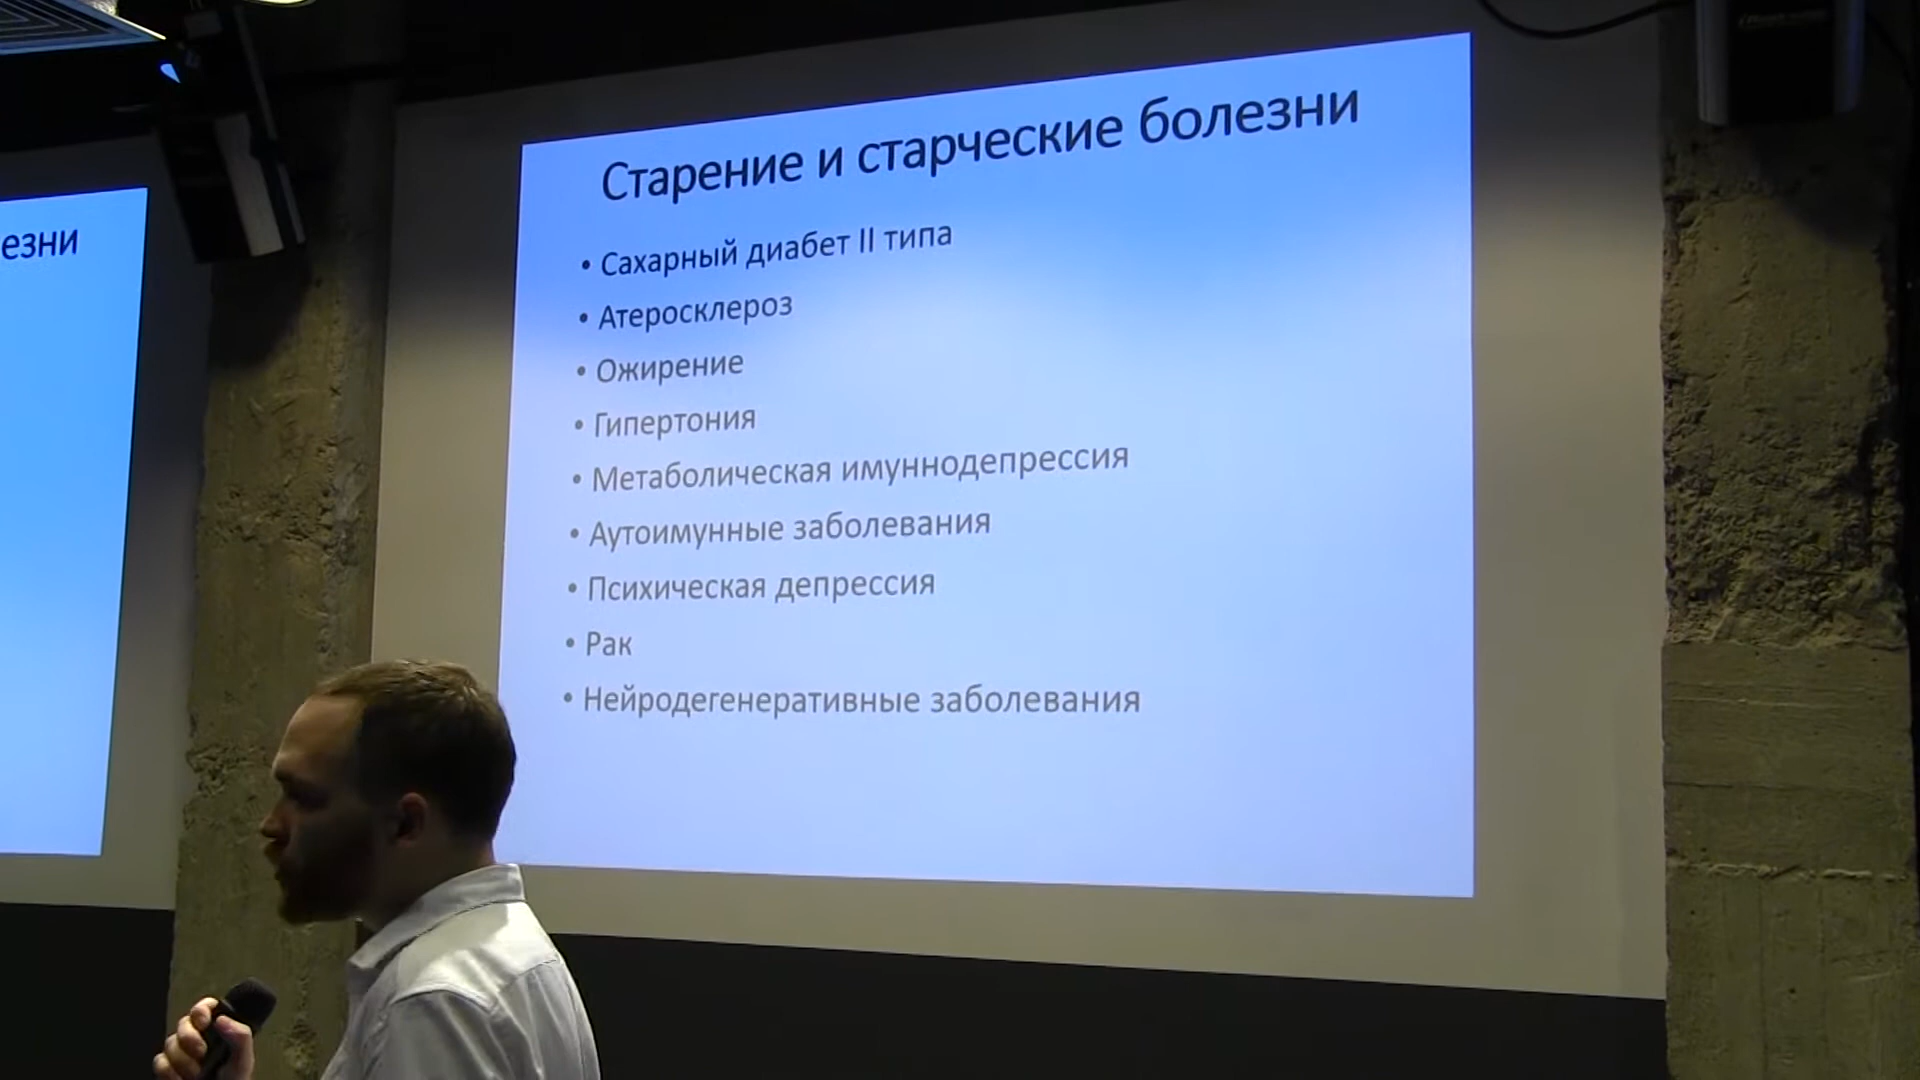 Старение и старческие болезни
• Сахарный диабет II типа
• Атеросклероз
• Ожирение
• Гипертония
• Метаболическая имуннодепрессия
• Аутоимунные заболевания
• Психическая депрессия
• Рак
• Нейродегенеративные заболевания
езни